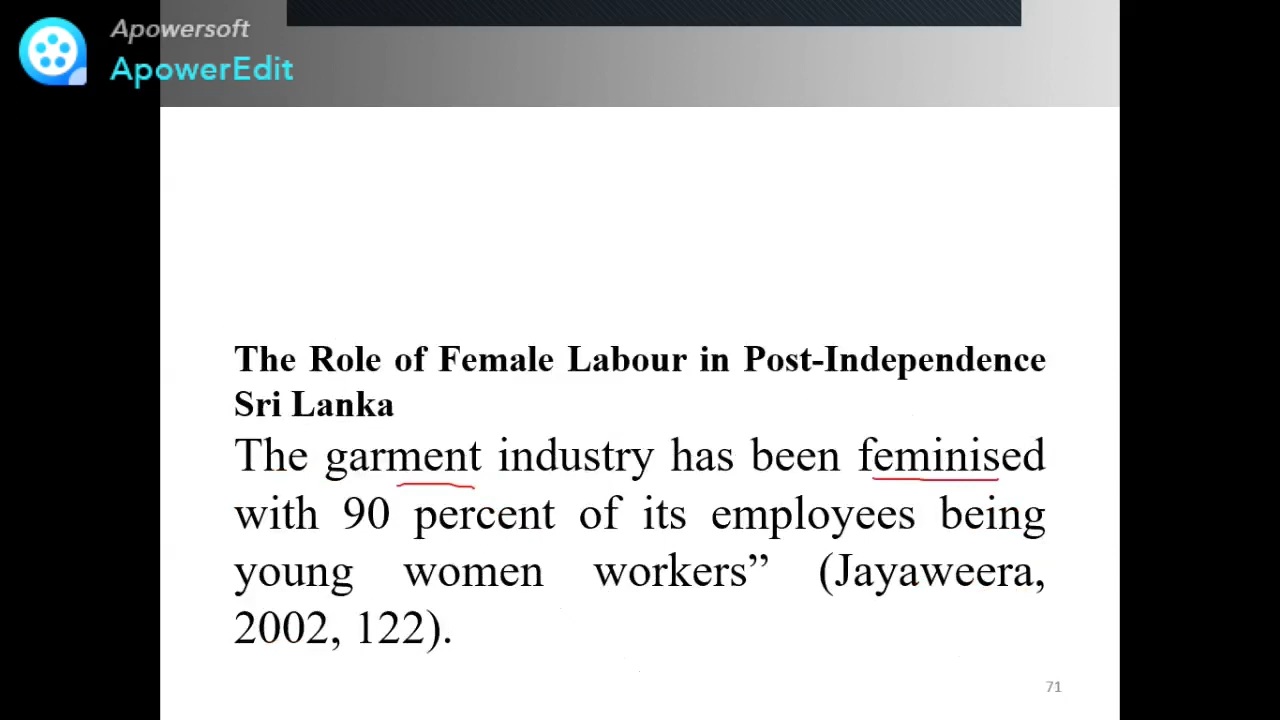 Apowersoft
ApowerEdit
The Role of Female Labour in Post-Independence
Sri Lanka
The garment industry has been feminised
with 90 percent of its employees being
young women workers” (Jayaweera,
2002, 122).
71